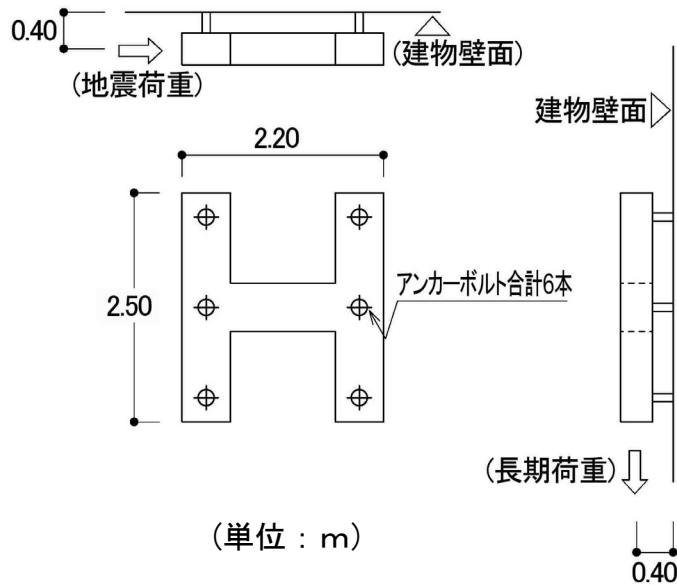 0.40
(地震荷重)
(建物壁面)
建物壁面
2.20
2.50
アンカーボルト合計6本
(長期荷重)
(単位：m)
0.40